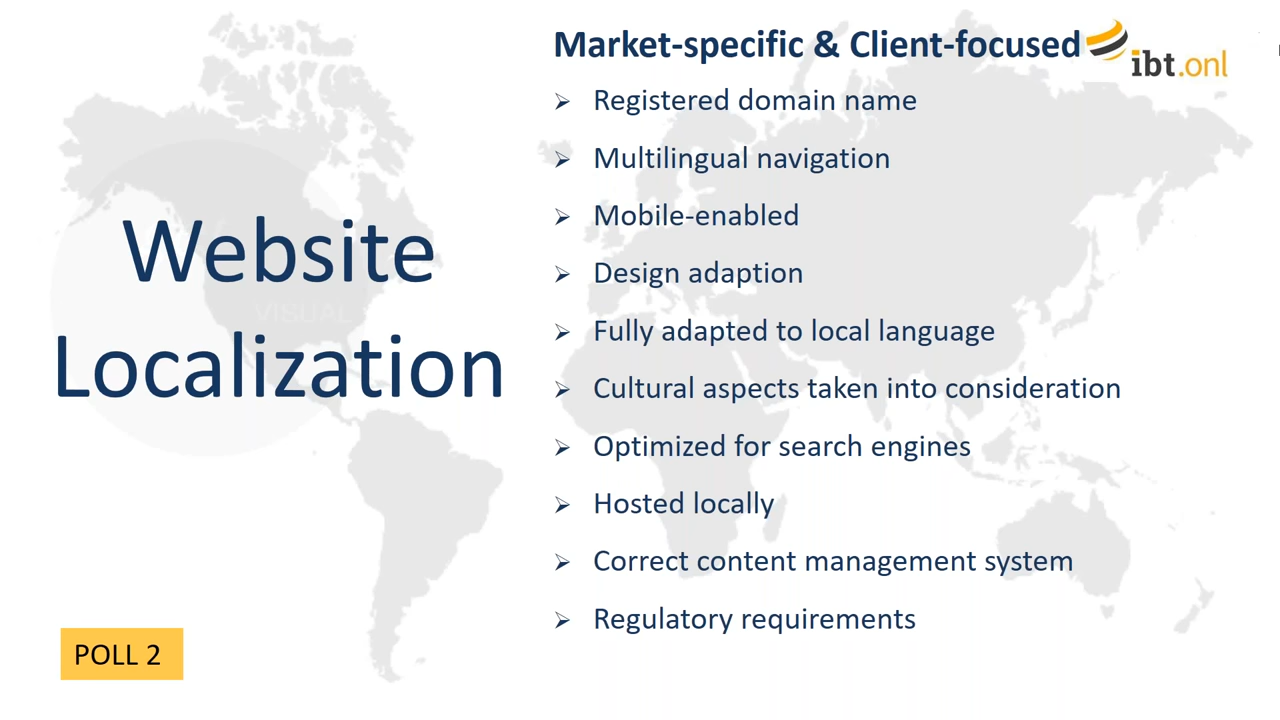 Website
Localization
VISUAL
POLL 2
Market-specific & Client-focused
ibt.onl
Registered domain name
Multilingual navigation
Mobile-enabled
Design adaption
Fully adapted to local language
Cultural aspects taken into consideration
Optimized for search engines
Hosted locally
Correct content management system
Regulatory requirements